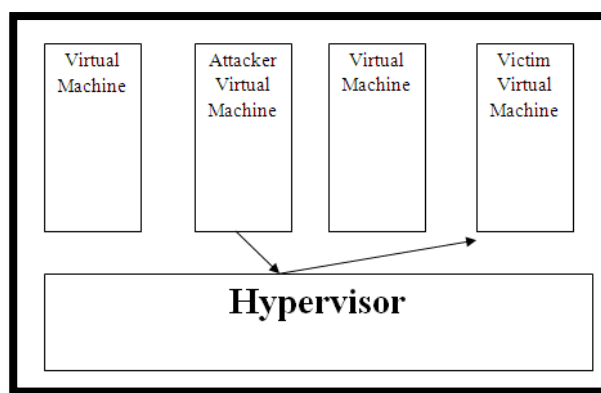 Virtual
Machine
Attacker
Virtual
Machine
Virtual
Machine
Victim
Virtual
Machine
Hypervisor